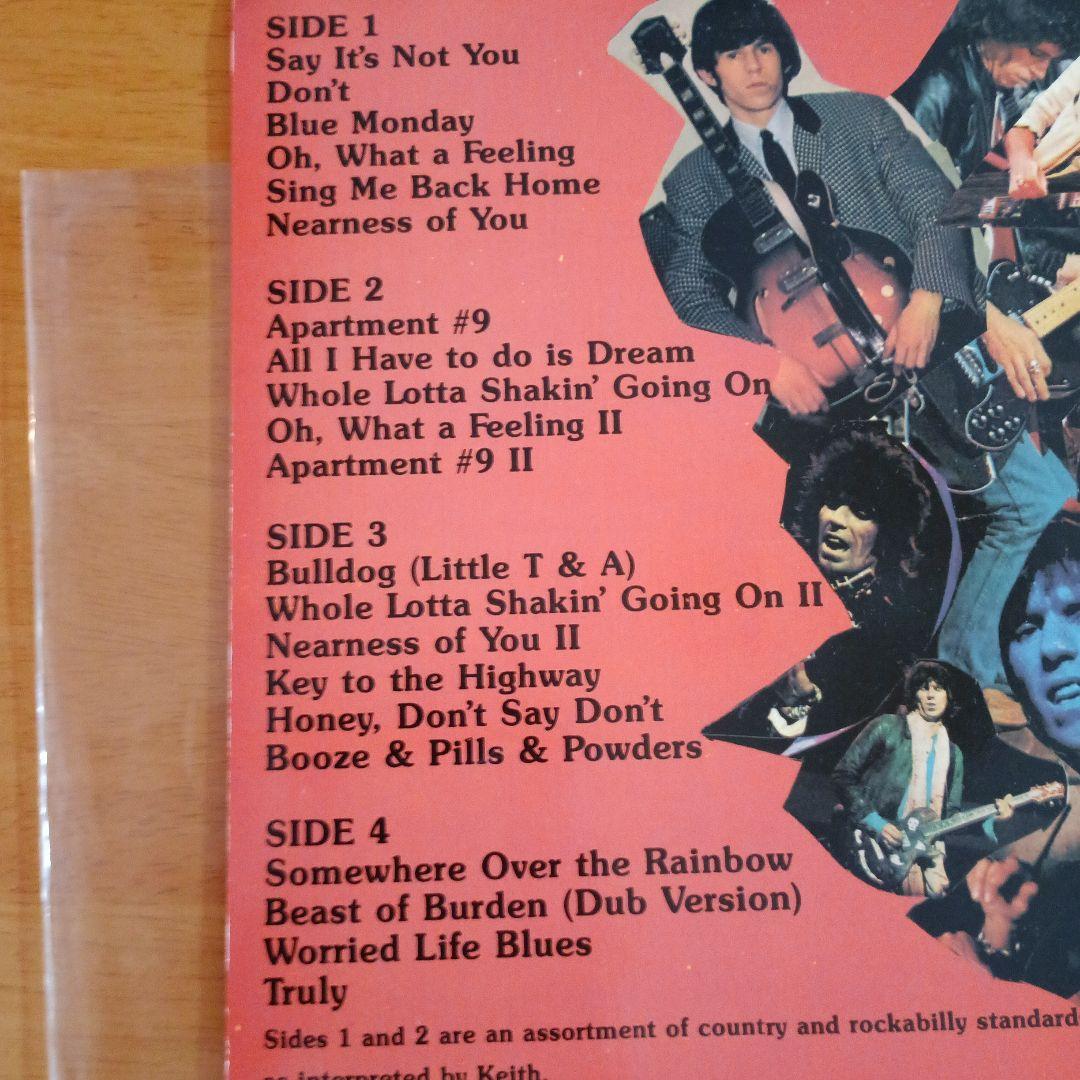 SIDE 1
Say It's Not You
Don't
Blue Monday
Oh, What a Feeling
Sing Me Back Home
Nearness of You
SIDE 2
Apartment #9
All I Have to do is Dream
Whole Lotta Shakin' Going On
Oh, What a Feeling II
Apartment #9 II
SIDE 3
Bulldog (Little T & A)
Whole Lotta Shakin' Going On II
Nearness of You II
Key to the Highway
Honey, Don't Say Don't
Booze & Pills & Powders
SIDE 4
Somewhere Over the Rainbow
Beast of Burden (Dub Version)
Worried Life Blues
Truly
Sides 1 and 2 are an assortment of country and rockabilly standard
as interpreted by Keith.